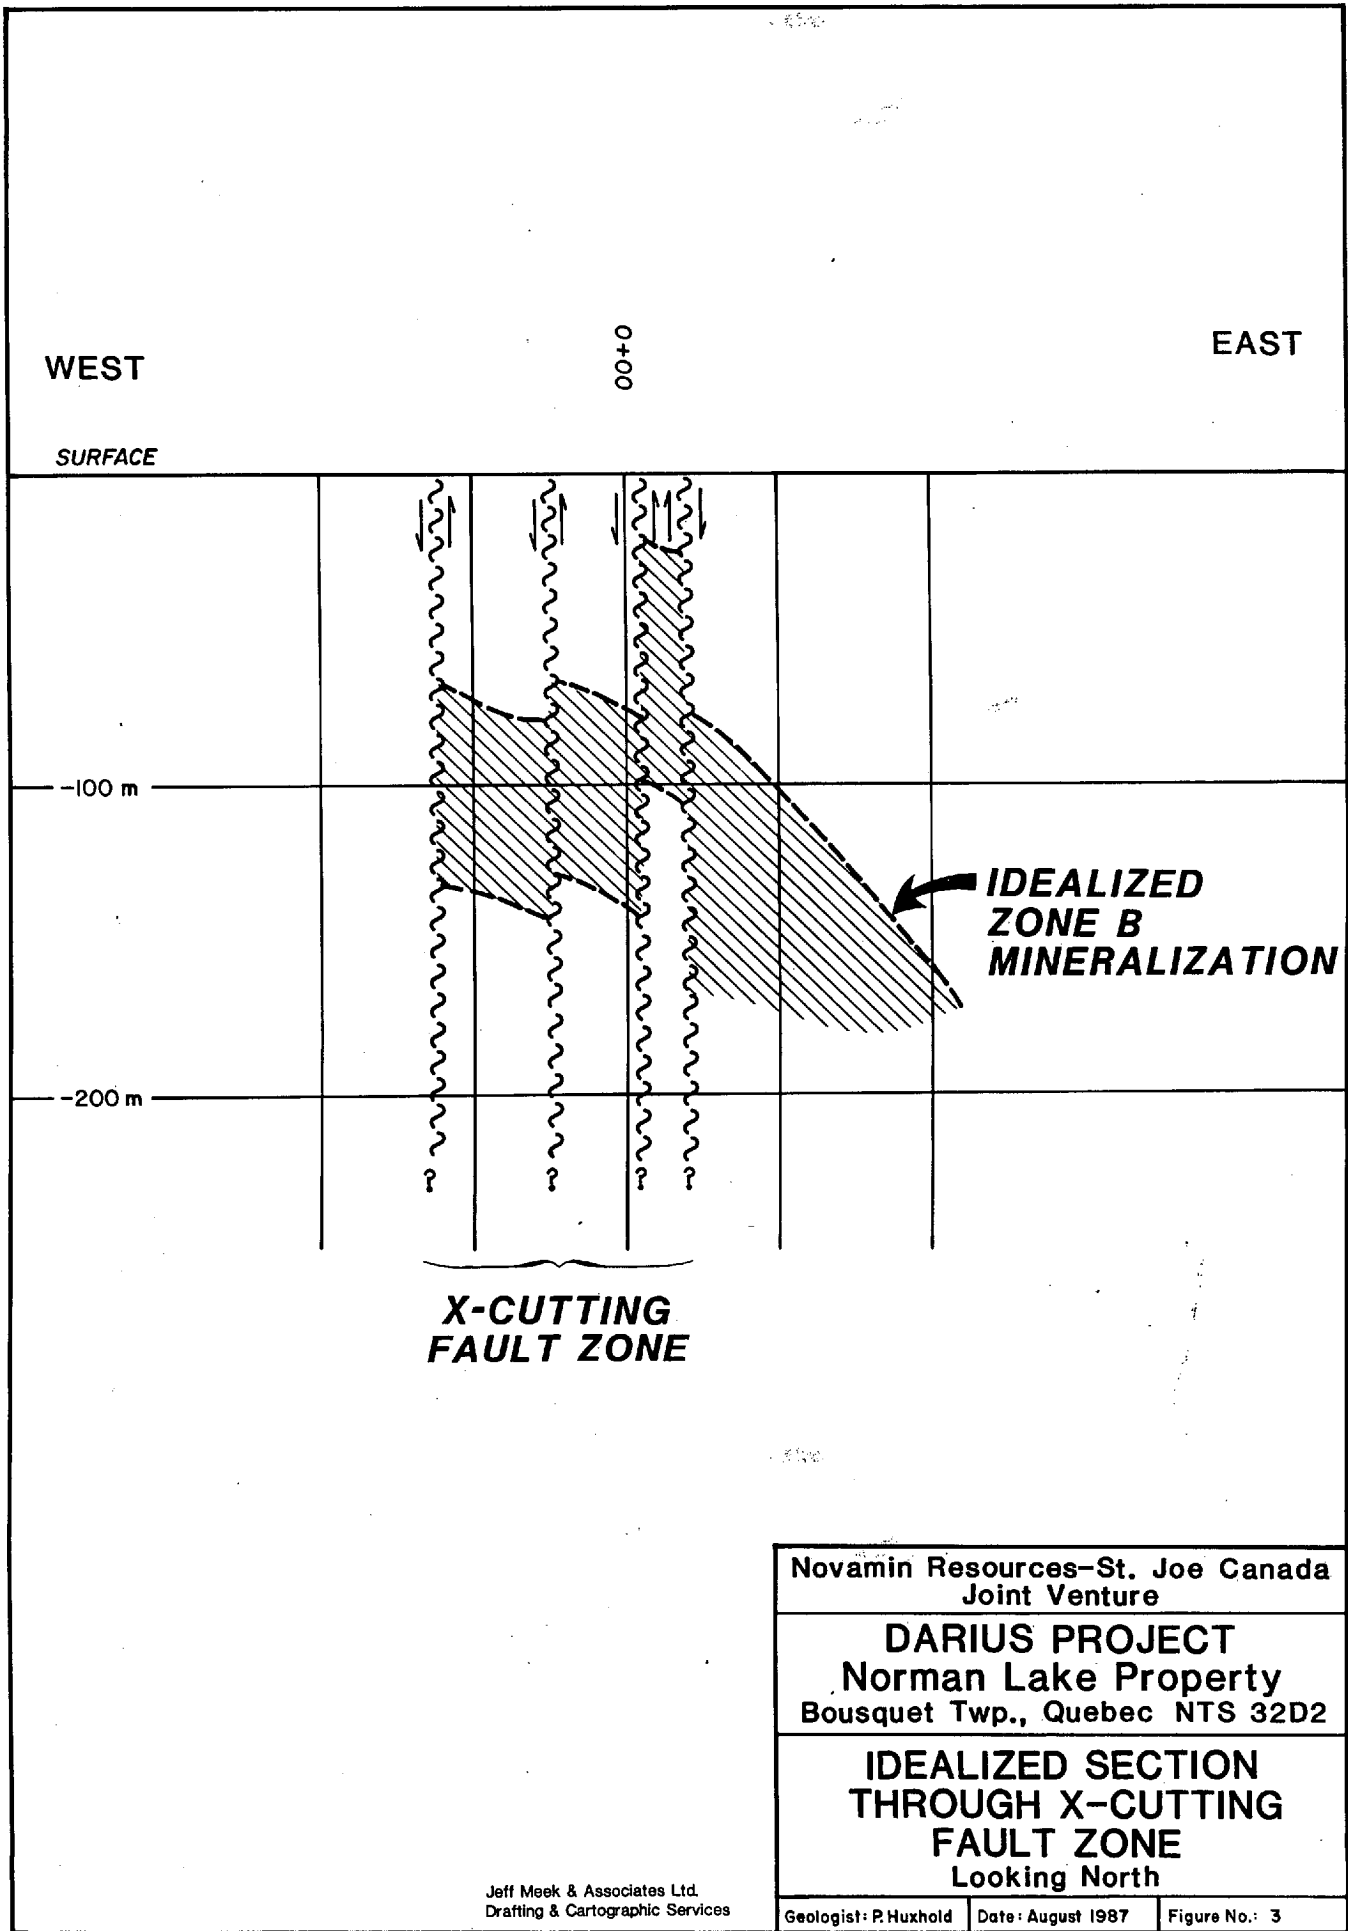 WEST
0+00
EAST
SURFACE
-100 m
IDEALIZED
ZONE B
MINERALIZATION
-200 m
? ? ? ?
X-CUTTING
FAULT ZONE
Novamin Resources-St. Joe Canada
Joint Venture
DARIUS PROJECT
Norman Lake Property
Bousquet Twp., Quebec NTS 32D2
IDEALIZED SECTION
THROUGH X-CUTTING
FAULT ZONE
Looking North
Jeff Meek & Associates Ltd.
Drafting & Cartographic Services
Geologist: P. Huxhold Date: August 1987 Figure No.: 3